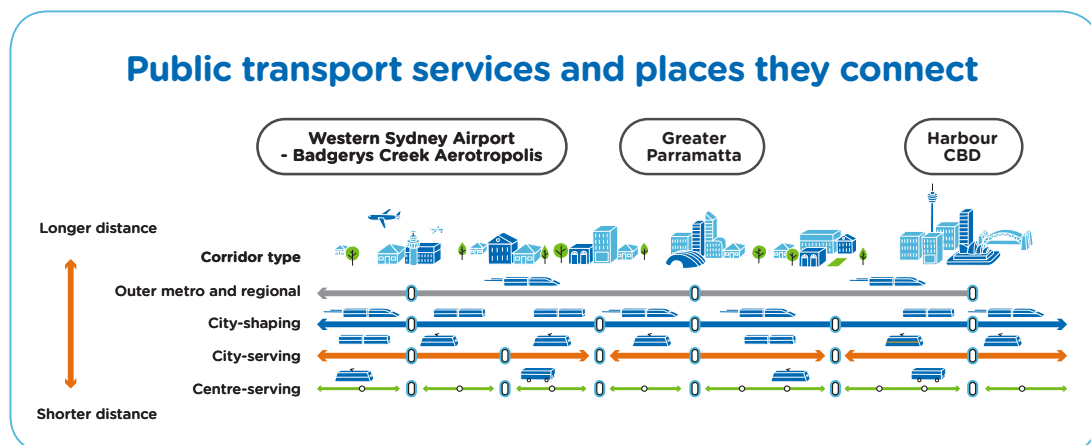 Public transport services and places they connect
Western Sydney Airport
- Badgerys Creek Aerotropolis
Greater
Parramatta
Harbour
CBD
Longer distance
Corridor type
Outer metro and regional
City-shaping
City-serving
Centre-serving
Shorter distance